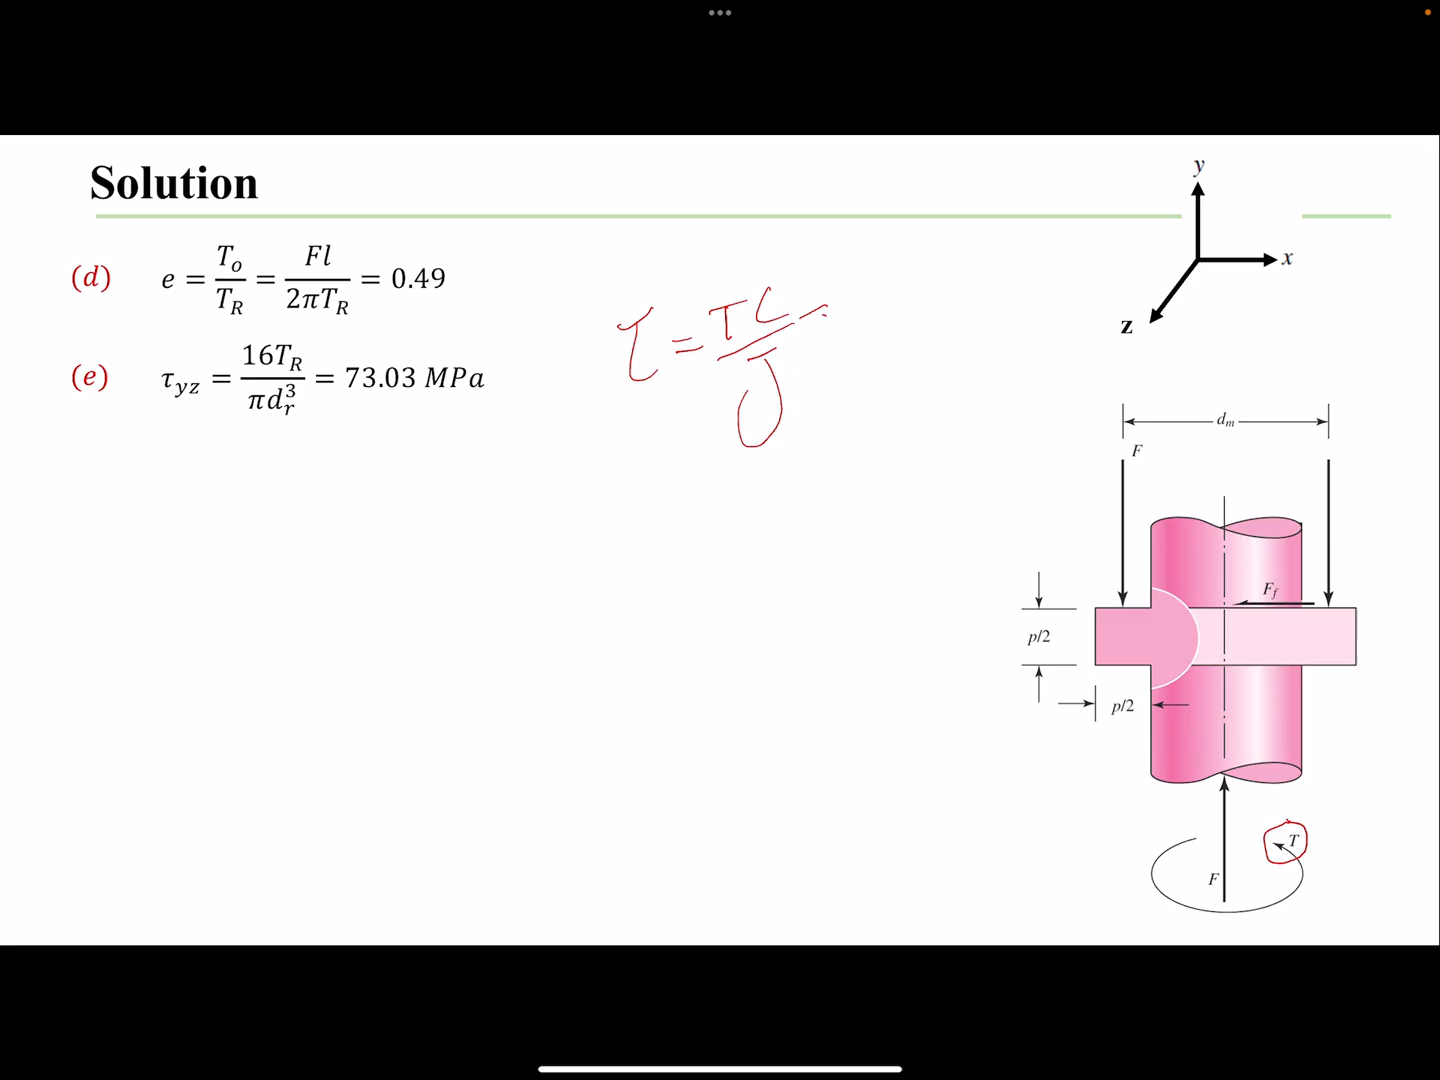 Solution
(d) e = T_o/T_R = Fl/2πT_R = 0.49
(e) τ_yz = 16T_R/πd_r^3 = 73.03 MPa
τ = TC/J
y
x
z
d_m
F
F_f
p/2
p/2
T
F